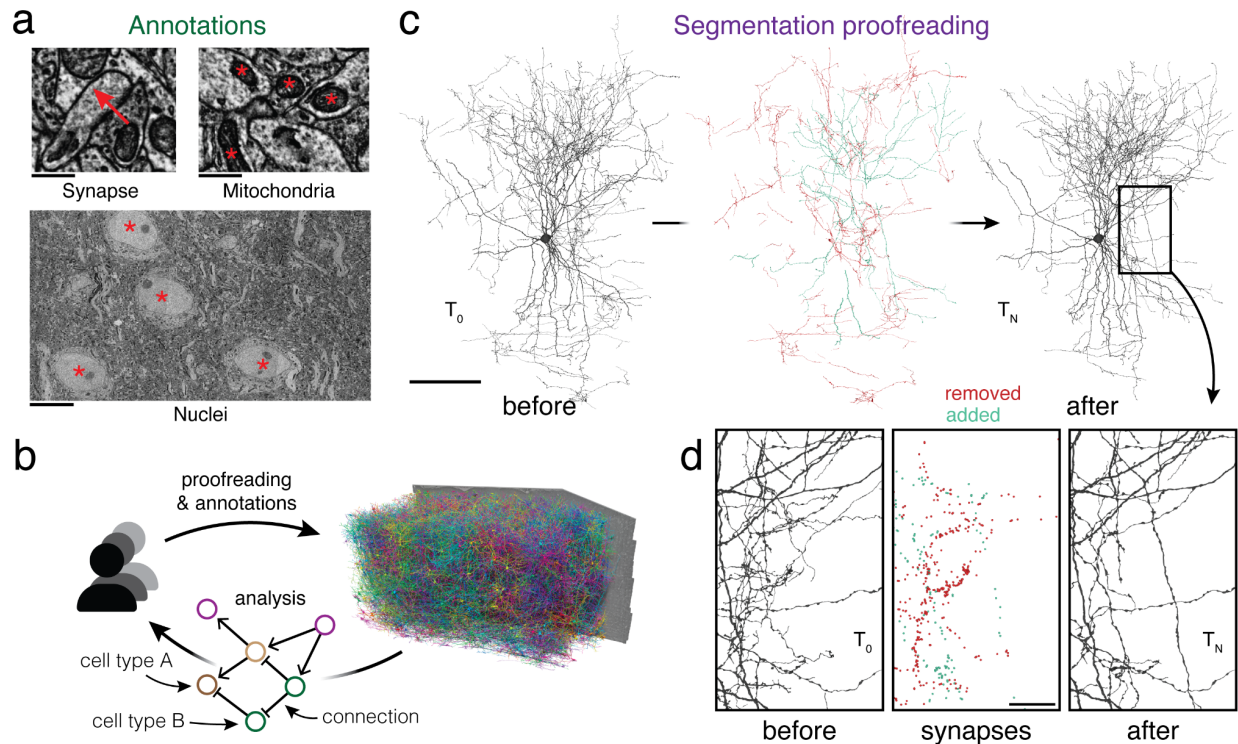 a
Annotations
Synapse
Mitochondria
Nuclei
b
proofreading
& annotations
analysis
cell type A
cell type B
connection
c
Segmentation proofreading
T0
before
removed
added
TN
after
d
T0
before
synapses
TN
after